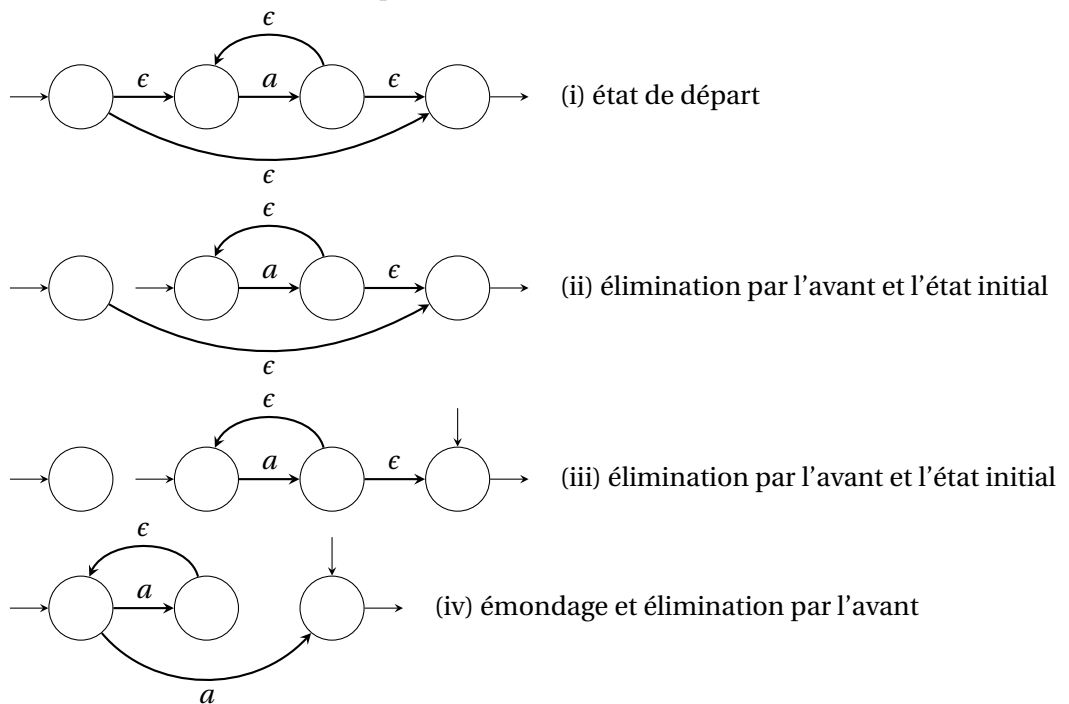 ϵ
ϵ a ϵ (i) état de départ
ϵ
ϵ
a ϵ (ii) élimination par l'avant et l'état initial
ϵ
ϵ
a ϵ (iii) élimination par l'avant et l'état initial
ϵ
a (iv) émondage et élimination par l'avant
a